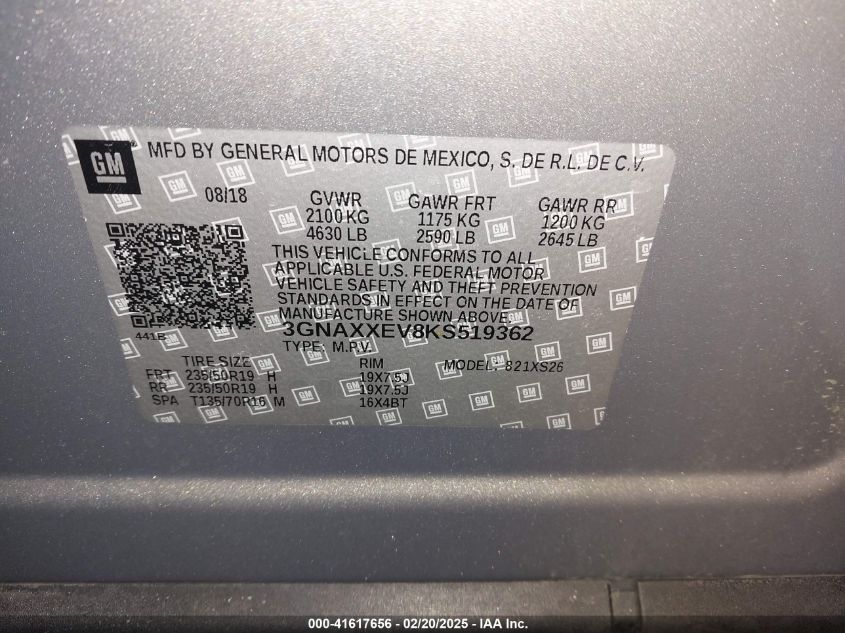 GM MFD BY GENERAL MOTORS DE MEXICO, S. DE R.L. DE C.V.
08/18 GVWR GAWR FRT GAWR RR
2100 KG 1175 KG 1200 KG
4630 LB 2590 LB 2645 LB
THIS VEHICLE CONFORMS TO ALL
APPLICABLE U.S. FEDERAL MOTOR
VEHICLE SAFETY AND THEFT PREVENTION
STANDARDS IN EFFECT ON THE DATE OF
MANUFACTURE SHOWN ABOVE.
3GNAXXEV8KS519362
441B TYPE: M.P.V.
TIRE SIZE RIM MODEL: 821XS26
FRT 235/50R19 H 19X7.5J
RR 235/50R19 H 19X7.5J
SPA T135/70R16 M 16X4BT
000-41617656 - 02/20/2025 - IAA Inc.